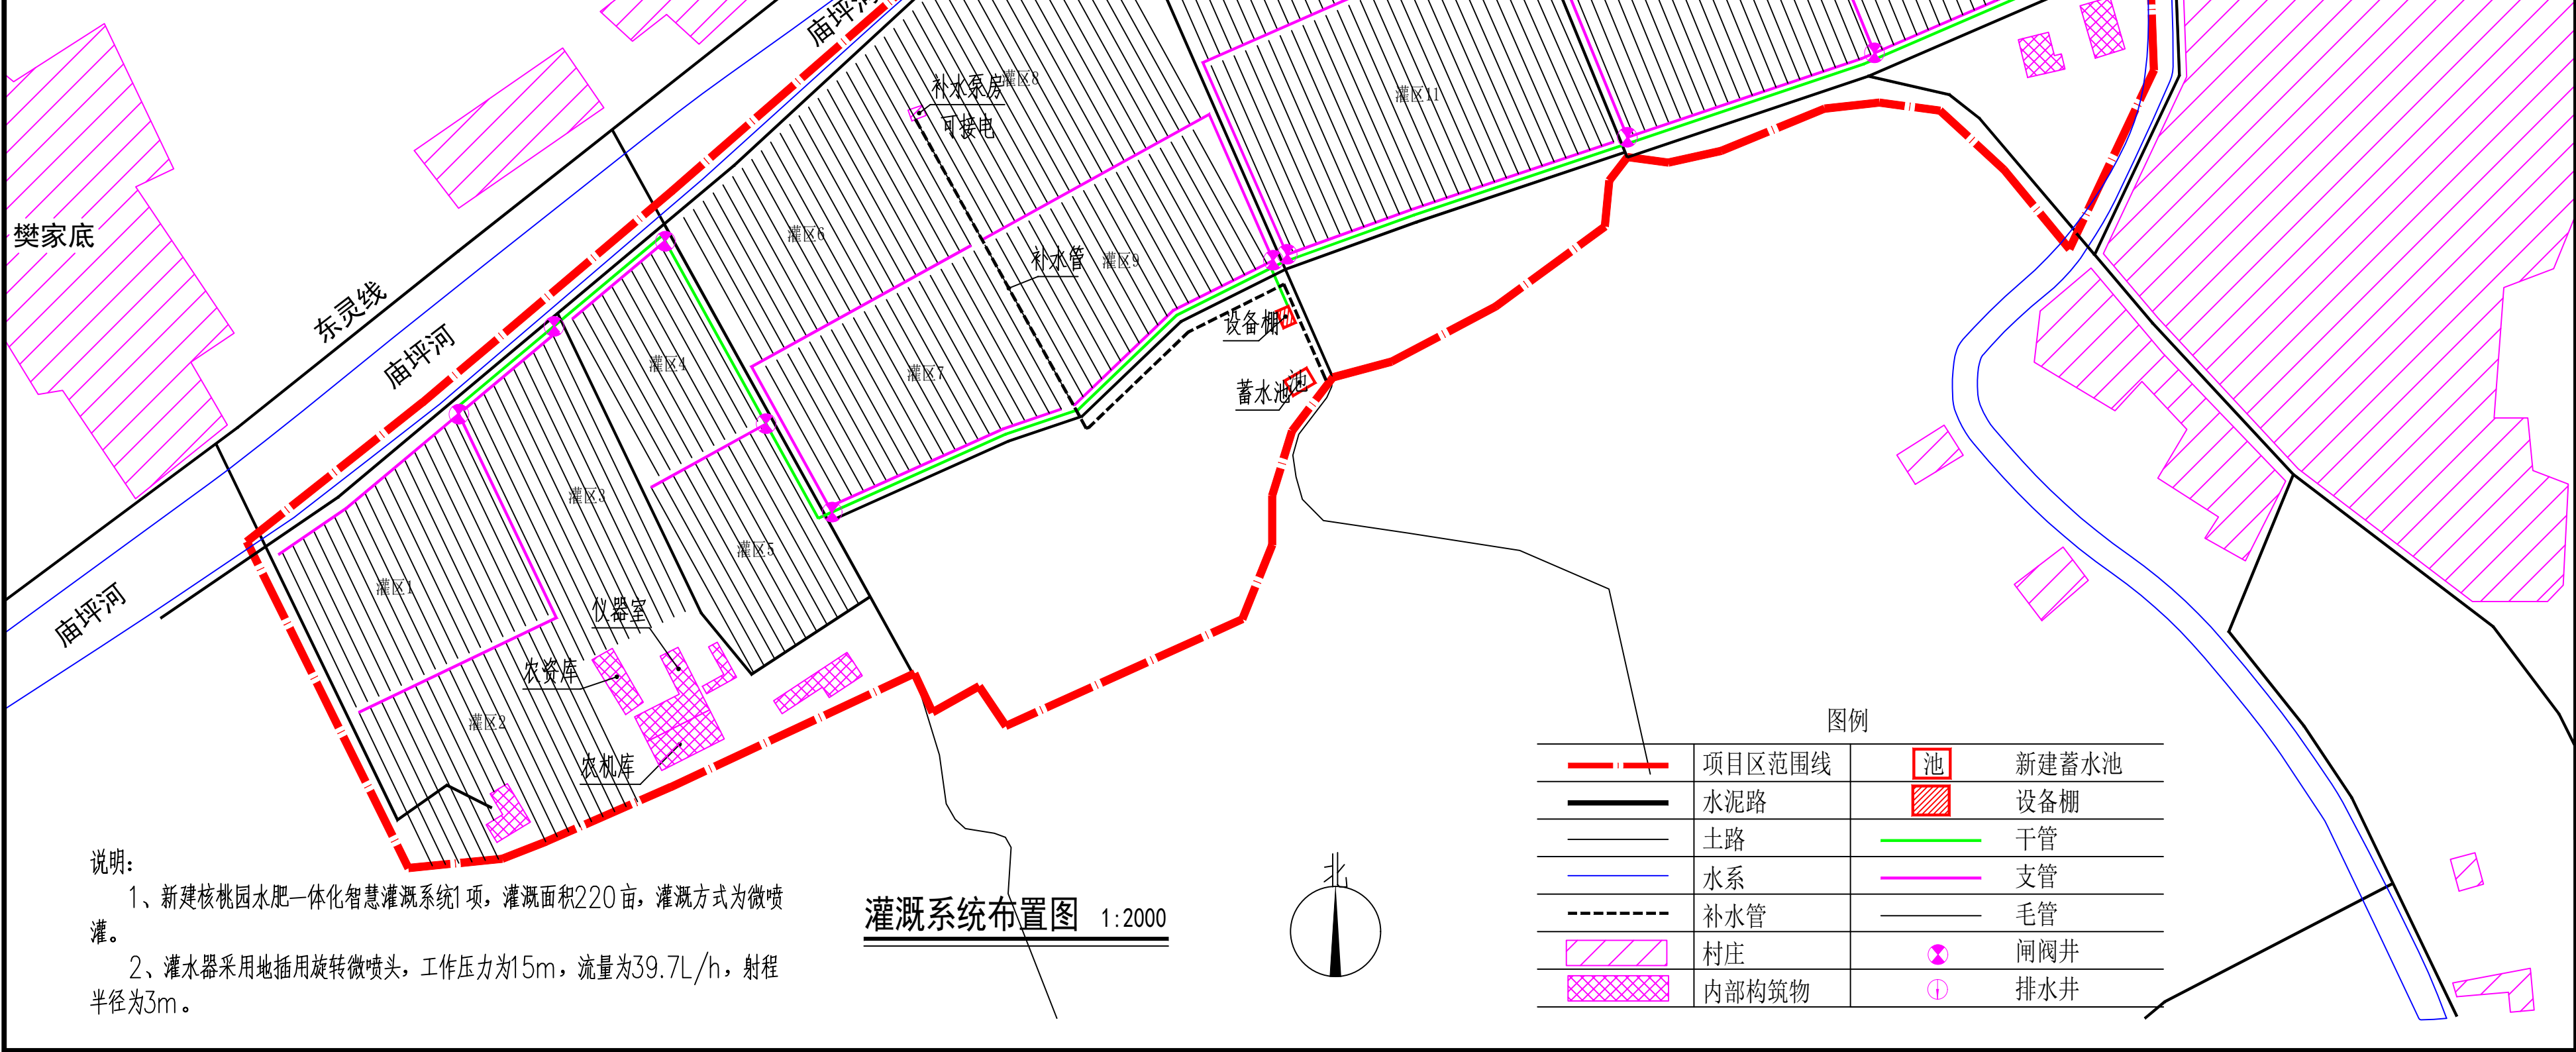 庙坪河
补水泵房
可接电
灌区8
灌区11
樊家底
灌区6
补水管
灌区9
东灵线
庙坪河
设备棚
灌区4
灌区7
蓄水池
池
灌区3
灌区5
灌区1
庙坪河
仪器室
农资库
灌区2
农机库
图例
项目区范围线
池
新建蓄水池
水泥路
设备棚
土路
干管
水系
支管
补水管
毛管
村庄
闸阀井
内部构筑物
排水井
说明：
1、新建核桃园水肥一体化智慧灌溉系统1项，灌溉面积220亩，灌溉方式为微喷
灌。
2、灌水器采用地插用旋转微喷头，工作压力为15m，流量为39.7L/h，射程
半径为3m。
灌溉系统布置图 1:2000
北